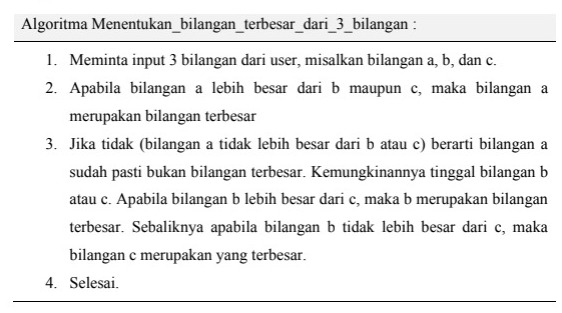 Algoritma Menentukan_bilangan_terbesar_dari_3_bilangan :
1. Meminta input 3 bilangan dari user, misalkan bilangan a, b, dan c.
2. Apabila bilangan a lebih besar dari b maupun c, maka bilangan a
merupakan bilangan terbesar
3. Jika tidak (bilangan a tidak lebih besar dari b atau c) berarti bilangan a
sudah pasti bukan bilangan terbesar. Kemungkinannya tinggal bilangan b
atau c. Apabila bilangan b lebih besar dari c, maka b merupakan bilangan
terbesar. Sebaliknya apabila bilangan b tidak lebih besar dari c, maka
bilangan c merupakan yang terbesar.
4. Selesai.